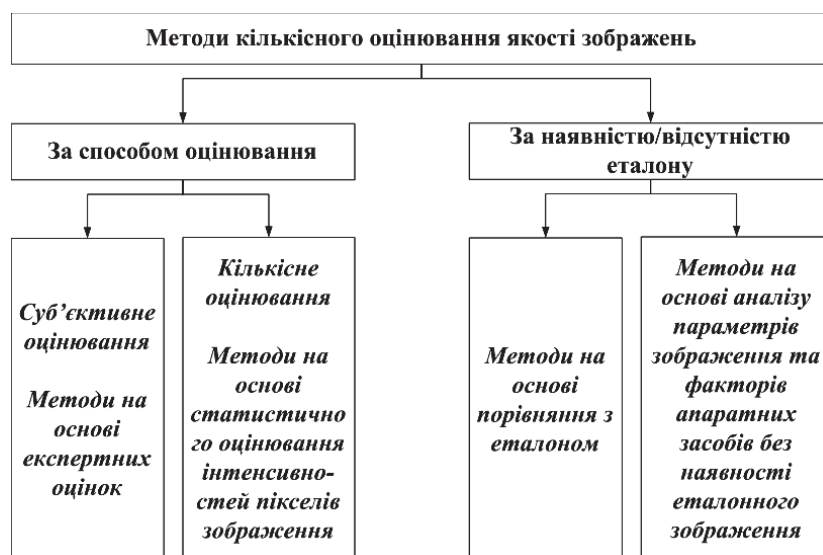 Методи кількісного оцінювання якості зображень
За способом оцінювання
За наявністю/відсутністю
еталону
Суб’єктивне
оцінювання
Методи на
основі
експертних
оцінок
Кількісне
оцінювання
Методи на
основі
статистично
го оцінювання
інтенсивно-
стей пікселів
зображення
Методи на
основі
порівняння з
еталоном
Методи на
основі аналізу
параметрів
зображення та
факторів
апаратних
засобів без
наявності
еталонного
зображення